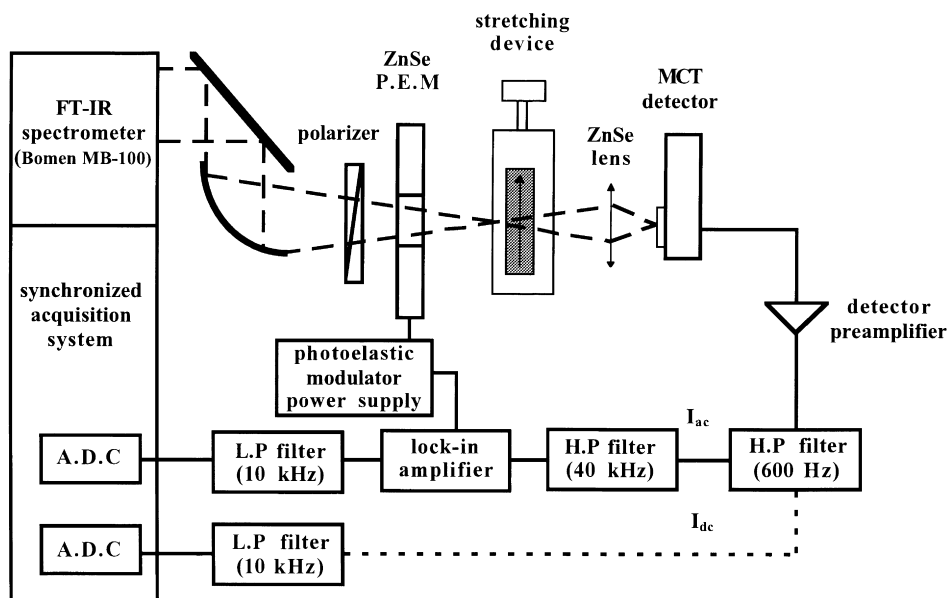 stretching
device
ZnSe
P.E.M
MCT
detector
FT-IR
spectrometer
(Bomen MB-100)
polarizer
ZnSe
lens
synchronized
acquisition
system
detector
preamplifier
photoelastic
modulator
power supply
I_ac
A.D.C
L.P filter
(10 kHz)
lock-in
amplifier
H.P filter
(40 kHz)
H.P filter
(600 Hz)
I_dc
A.D.C
L.P filter
(10 kHz)